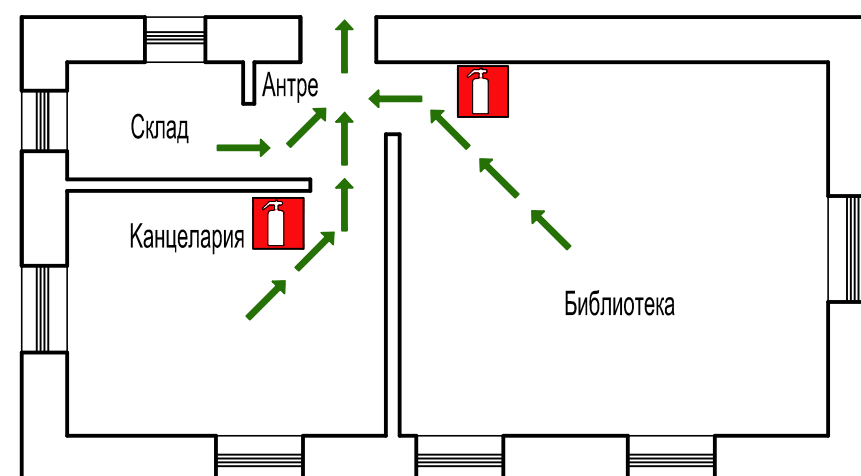 Антре
Склад
Канцелария
Библиотека